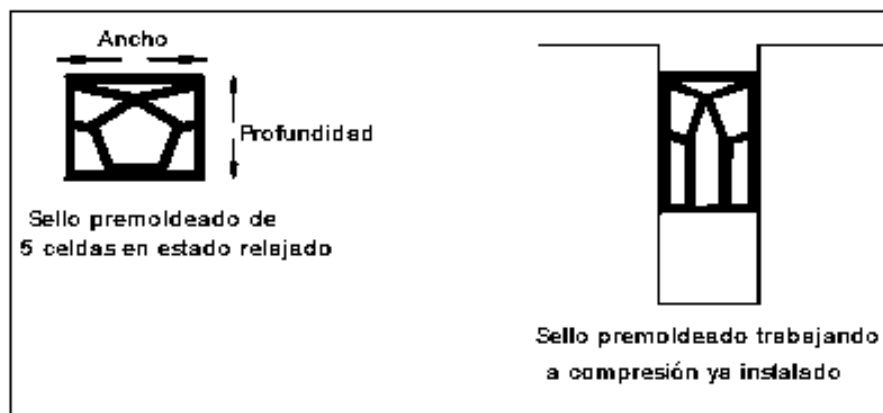 Ancho
Profundidad
Sello premoldeado de
5 celdas en estado relajado
Sello premoldeado trabajando
a compresión ya instalado